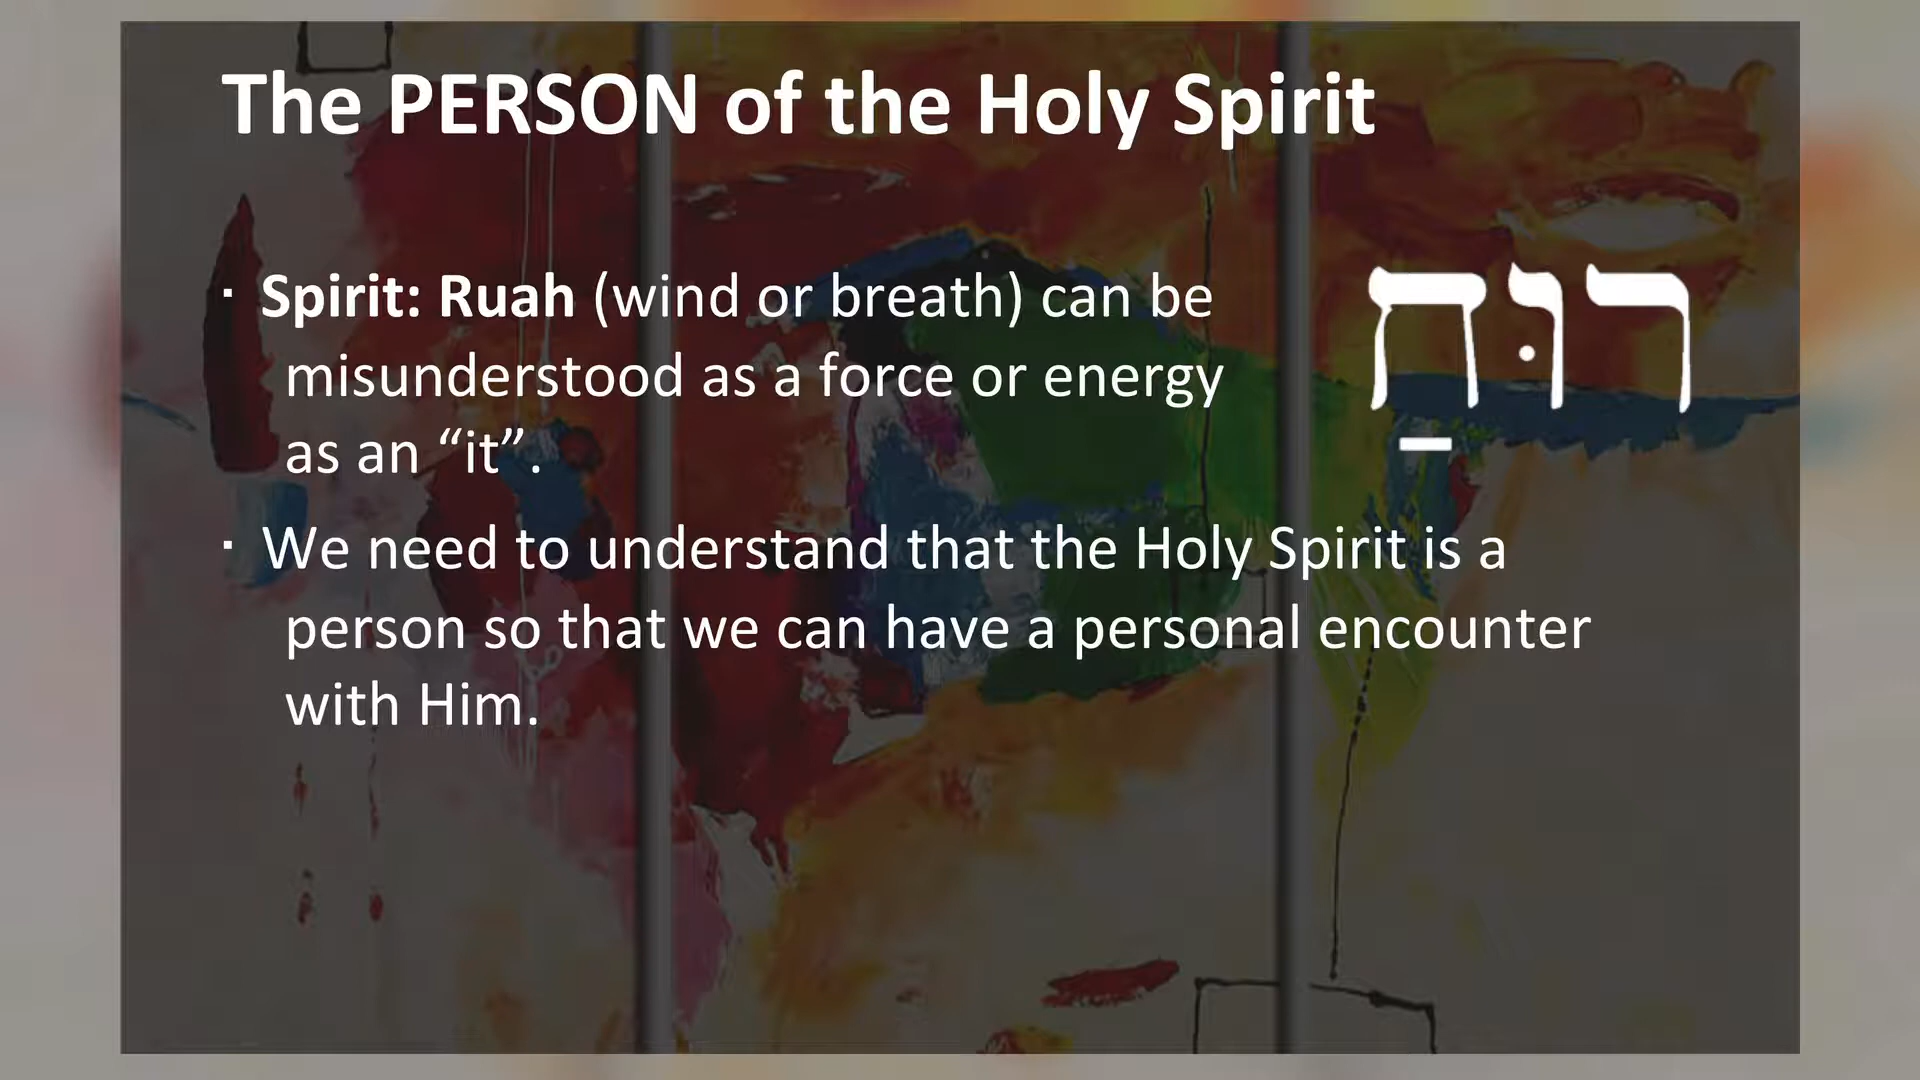 The PERSON of the Holy Spirit
· Spirit: Ruah (wind or breath) can be
misunderstood as a force or energy
as an “it”.
רוּחַ
· We need to understand that the Holy Spirit is a
person so that we can have a personal encounter
with Him.